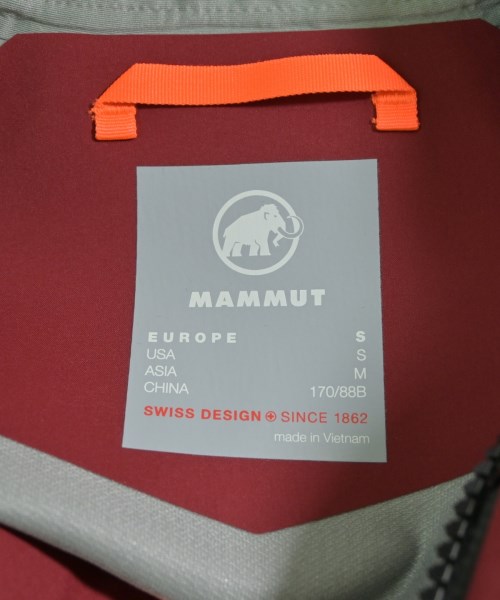 MAMMUT
EUROPE S
USA S
ASIA M
CHINA 170/88B
SWISS DESIGN SINCE 1862
made in Vietnam